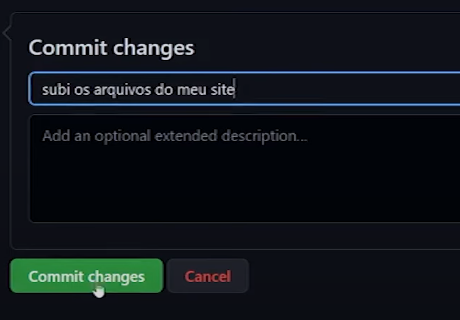 Commit changes
subi os arquivos do meu site
Add an optional extended description...
Commit changes
Cancel